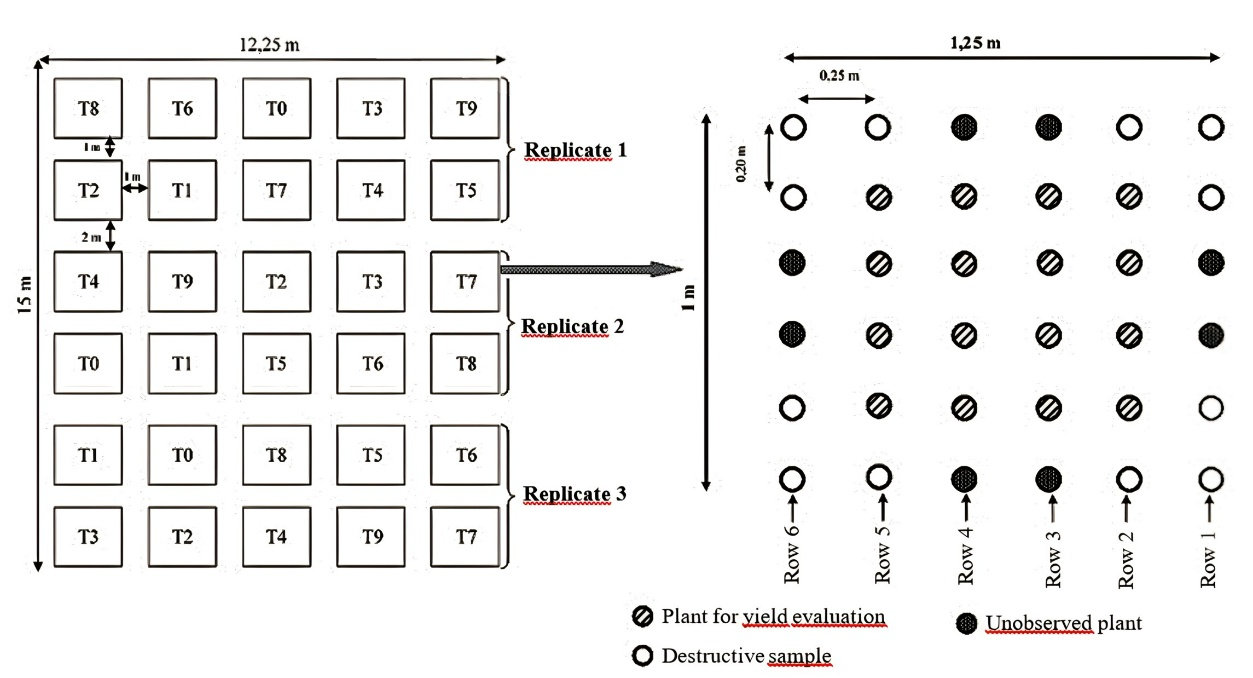 12,25 m
15 m
T8 T6 T0 T3 T9
1 m
T2 T1 T7 T4 T5
1 m
Replicate 1
2 m
T4 T9 T2 T3 T7
T0 T1 T5 T6 T8
Replicate 2
T1 T0 T8 T5 T6
T3 T2 T4 T9 T7
Replicate 3
1,25 m
0.25 m
0,20 m
1 m
Row 6 Row 5 Row 4 Row 3 Row 2 Row 1
Plant for yield evaluation
Unobserved plant
Destructive sample